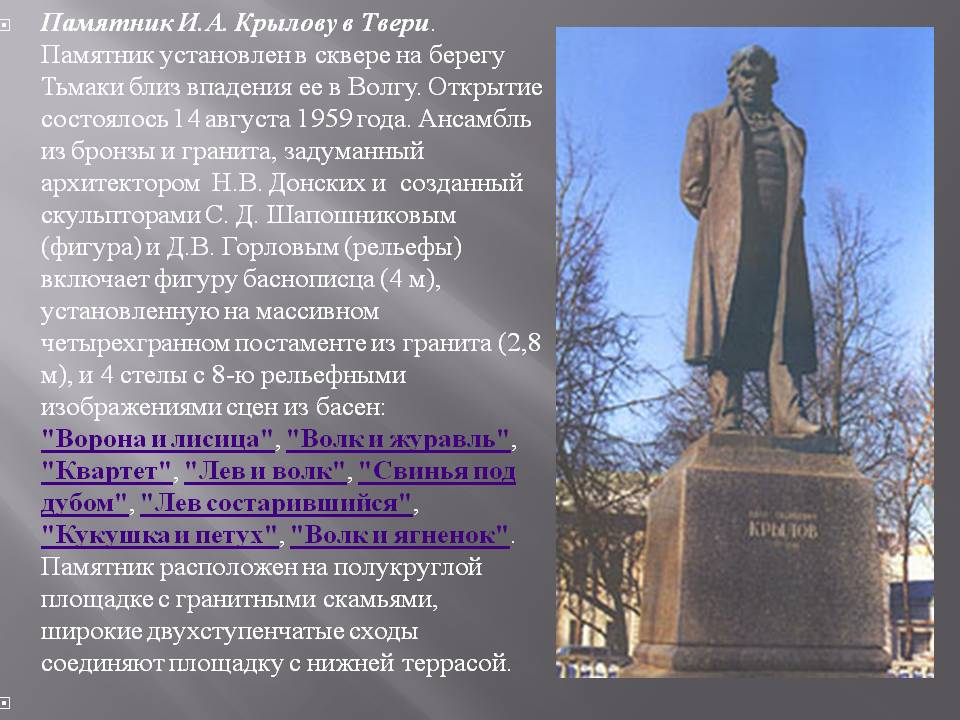 Памятник И.А. Крылову в Твери.
Памятник установлен в сквере на берегу
Тьмаки близ впадения ее в Волгу. Открытие
состоялось 14 августа 1959 года. Ансамбль
из бронзы и гранита, задуманный
архитектором Н.В. Донских и созданный
скульпторами С. Д. Шапошниковым
(фигура) и Д.В. Горловым (рельефы)
включает фигуру баснописца (4 м),
установленную на массивном
четырехгранном постаменте из гранита (2,8
м), и 4 стелы с 8-ю рельефными
изображениями сцен из басен:
"Ворона и лисица", "Волк и журавль",
"Квартет", "Лев и волк", "Свинья под
дубом", "Лев состарившийся",
"Кукушка и петух", "Волк и ягненок".
Памятник расположен на полукруглой
площадке с гранитными скамьями,
широкие двухступенчатые сходы
соединяют площадку с нижней террасой.
КРЫЛОВ